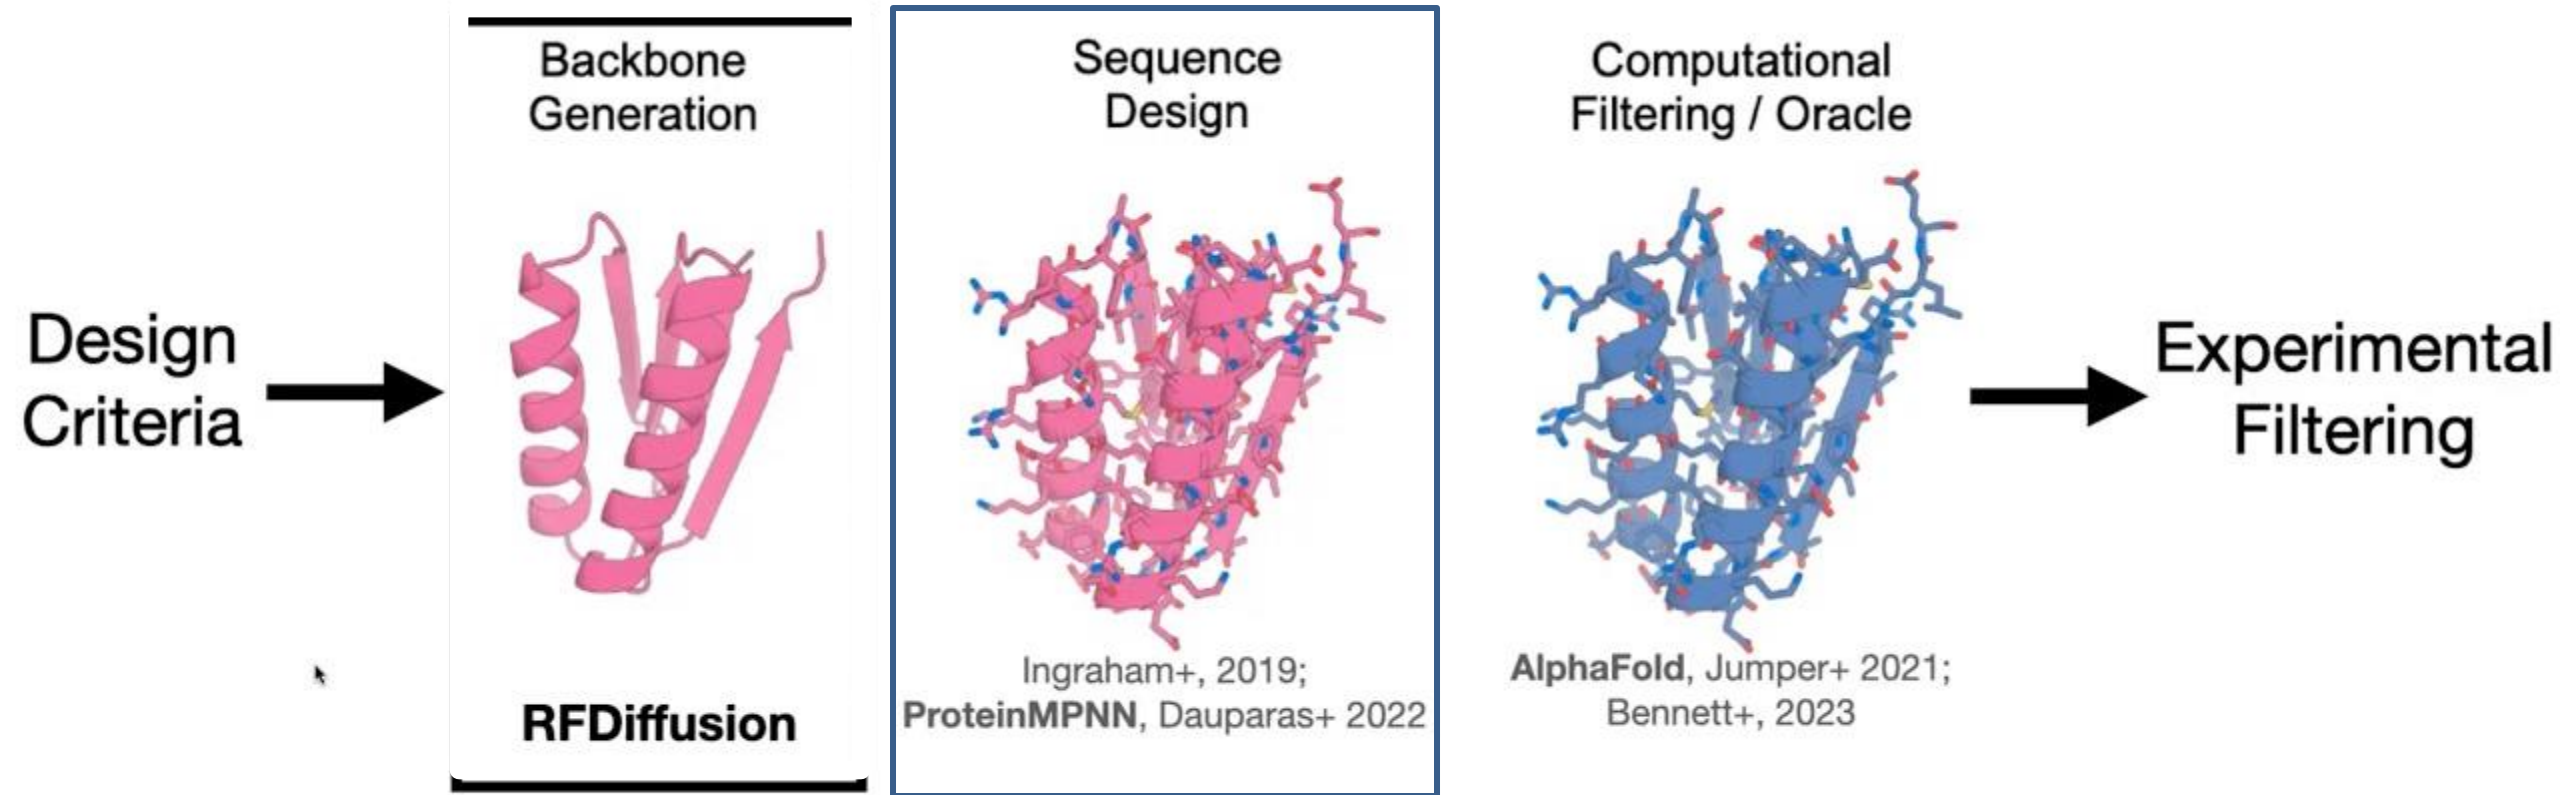 Design
Criteria
Backbone
Generation
RFDiffusion
Sequence
Design
Ingraham+, 2019;
ProteinMPNN, Dauparas+ 2022
Computational
Filtering / Oracle
AlphaFold, Jumper+ 2021;
Bennett+, 2023
Experimental
Filtering